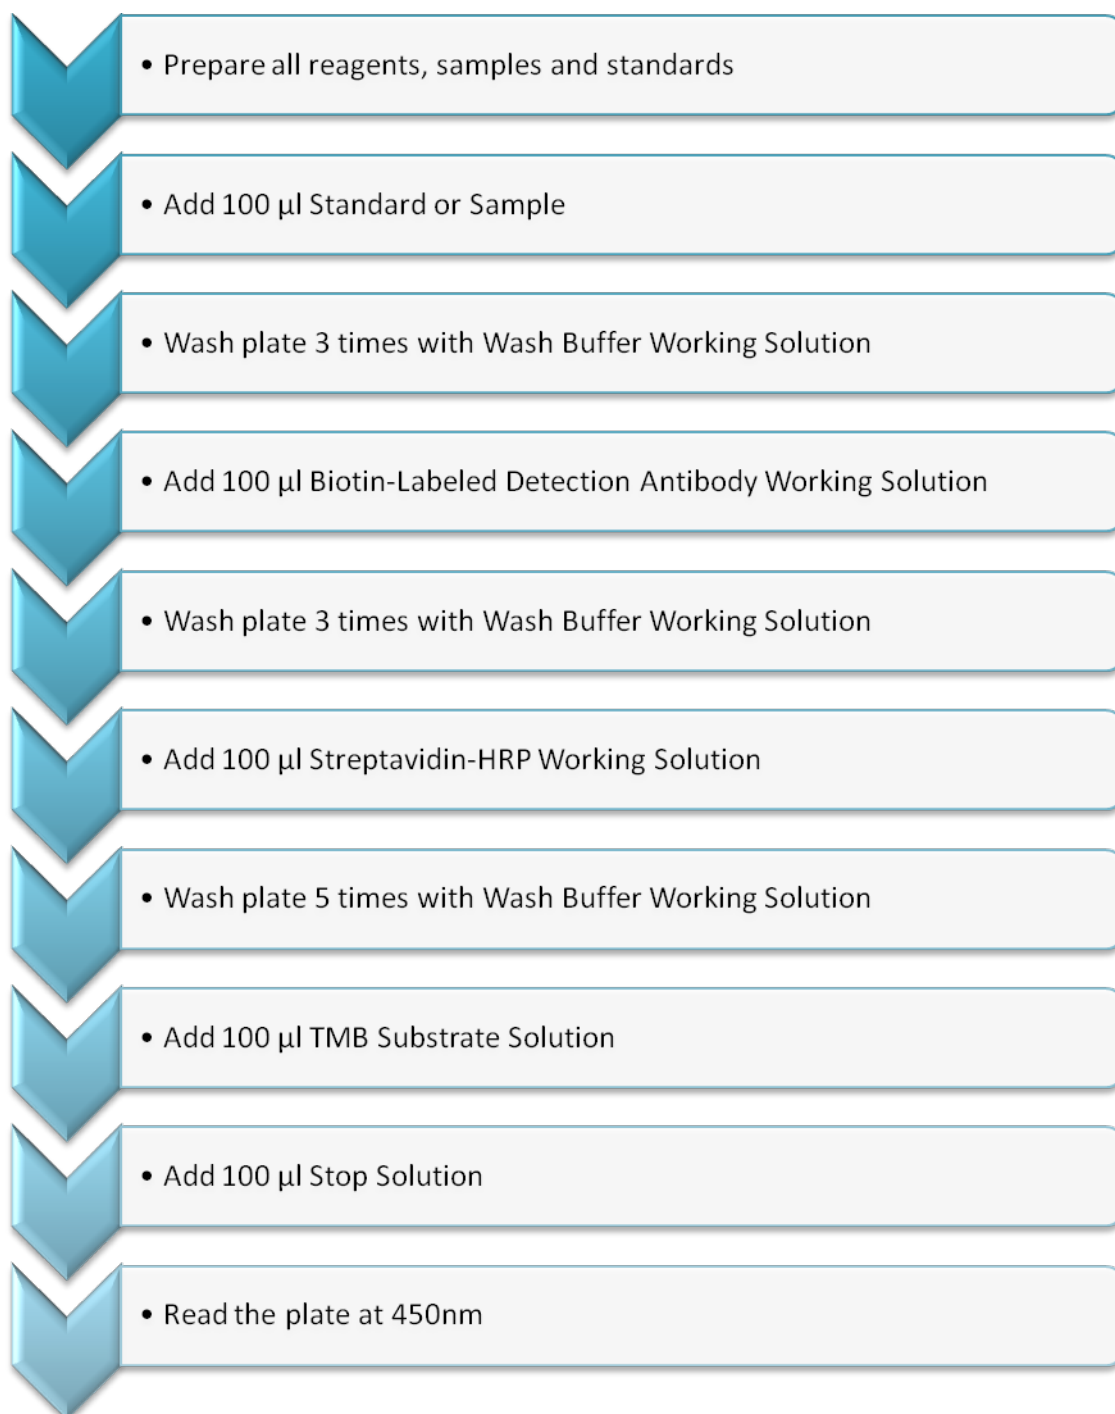 • Prepare all reagents, samples and standards
• Add 100 µl Standard or Sample
• Wash plate 3 times with Wash Buffer Working Solution
• Add 100 µl Biotin-Labeled Detection Antibody Working Solution
• Wash plate 3 times with Wash Buffer Working Solution
• Add 100 µl Streptavidin-HRP Working Solution
• Wash plate 5 times with Wash Buffer Working Solution
• Add 100 µl TMB Substrate Solution
• Add 100 µl Stop Solution
• Read the plate at 450nm